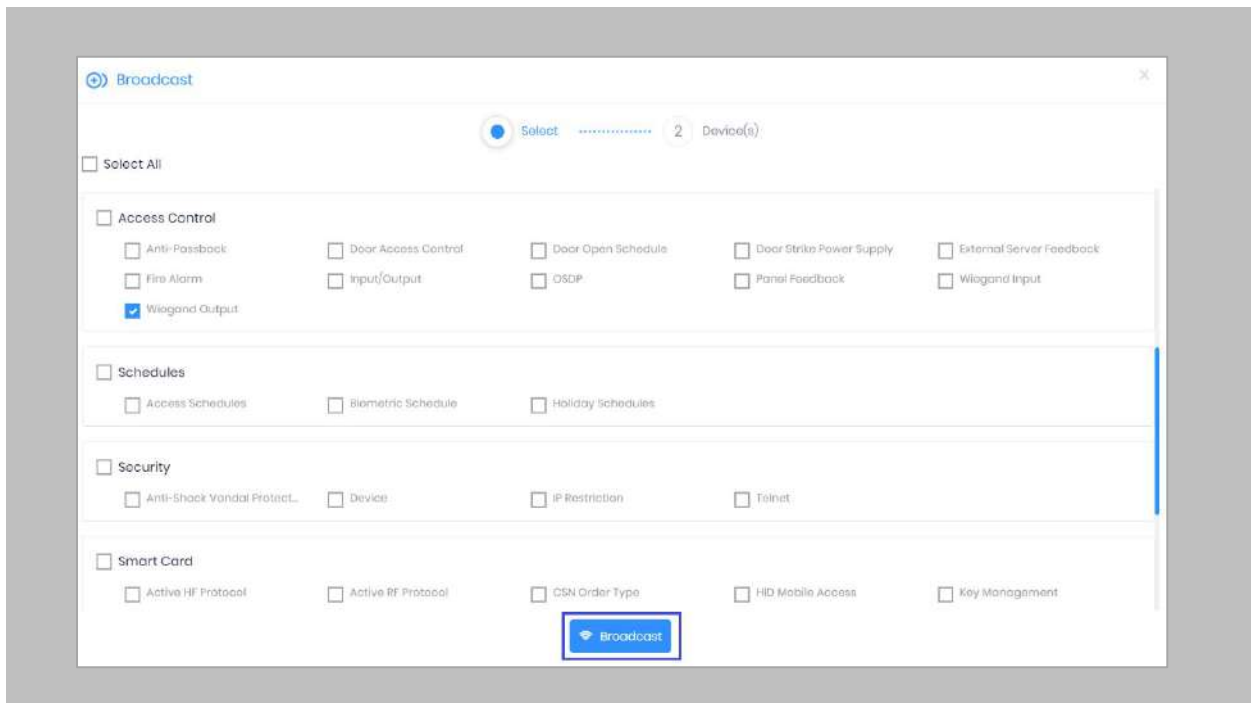 Broadcast
Select 2 Device(s)
Select All
Access Control
Anti-Passback Door Access Control Door Open Schedule Door Strike Power Supply External Server Feedback
Fire Alarm Input/Output OSDP Panel Feedback Wiegand Input
Wiegand Output
Schedules
Access Schedules Biometric Schedule Holiday Schedules
Security
Anti-Shock Vandal Protect... Device IP Restriction Telnet
Smart Card
Active HF Protocol Active RF Protocol CSN Order Type HID Mobile Access Key Management
Broadcast